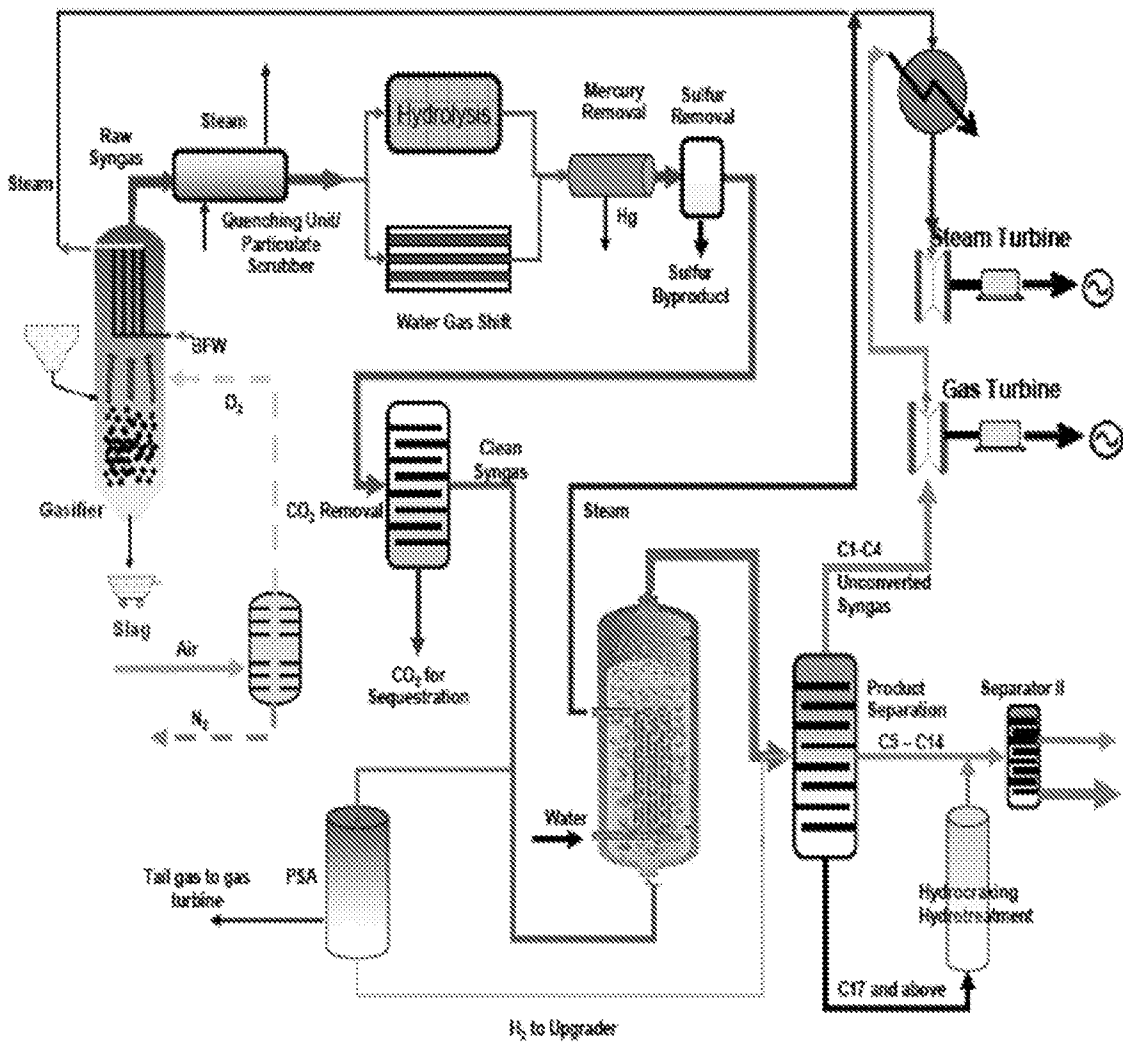 Steam
Raw
Syngas
Steam
Quenching Unit/
Particulate
Scrubber
Hydrolysis
Water Gas Shift
Mercury
Removal
Hg
Sulfur
Removal
Sulfur
Byproduct
Steam Turbine
Gas Turbine
BFW
O2
Gasifier
Slag
Air
N2
CO2 Removal
Clean
Syngas
CO2 for
Sequestration
Steam
Water
C1-C4
Unconverted
Syngas
Product
Separation
C5 – C14
Separator II
Hydrocraking
Hydrotreatment
C17 and above
PSA
Tail gas to gas
turbine
H2 to Upgrader